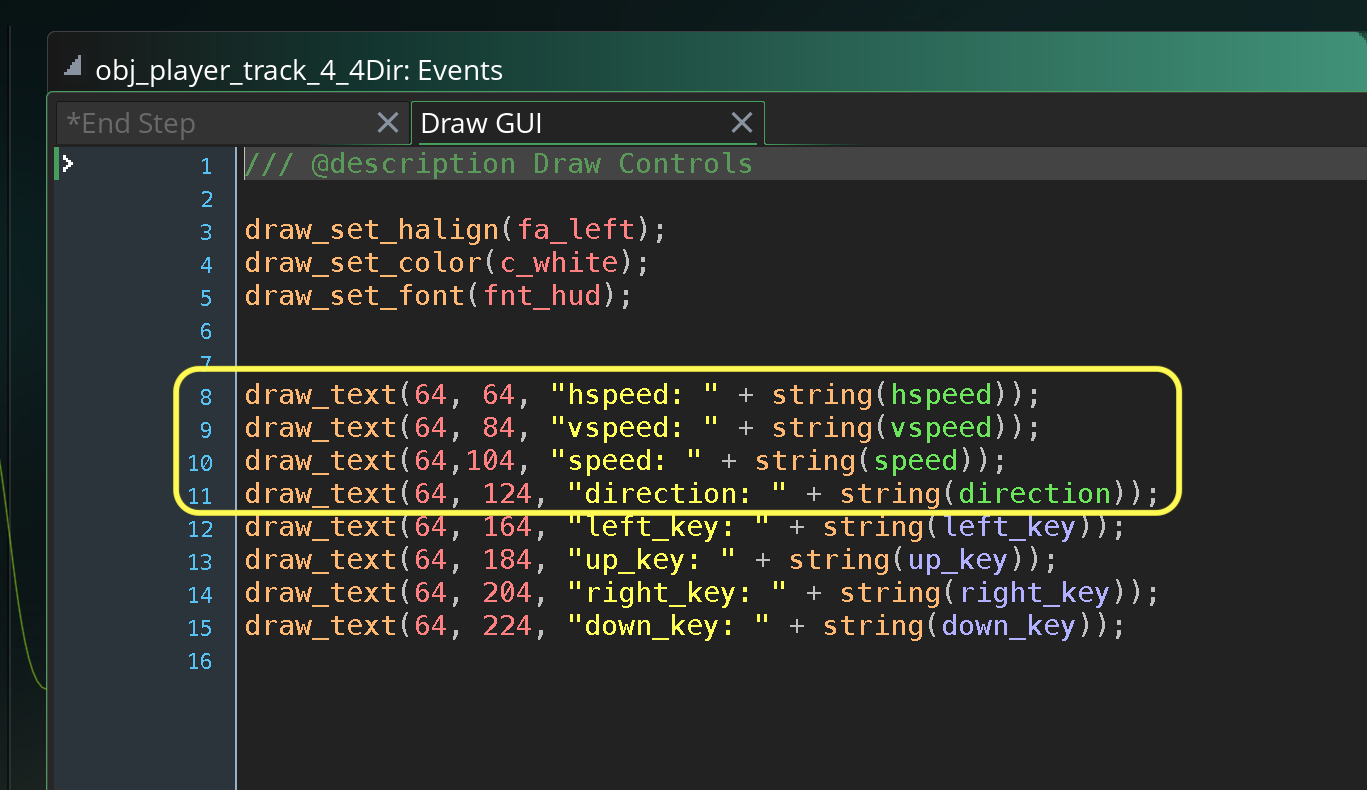 obj_player_track_4_4Dir: Events
*End Step
Draw GUI
1 /// @description Draw Controls
2
3 draw_set_halign(fa_left);
4 draw_set_color(c_white);
5 draw_set_font(fnt_hud);
6
7
8 draw_text(64, 64, "hspeed: " + string(hspeed));
9 draw_text(64, 84, "vspeed: " + string(vspeed));
10 draw_text(64,104, "speed: " + string(speed));
11 draw_text(64, 124, "direction: " + string(direction));
12 draw_text(64, 164, "left_key: " + string(left_key));
13 draw_text(64, 184, "up_key: " + string(up_key));
14 draw_text(64, 204, "right_key: " + string(right_key));
15 draw_text(64, 224, "down_key: " + string(down_key));
16